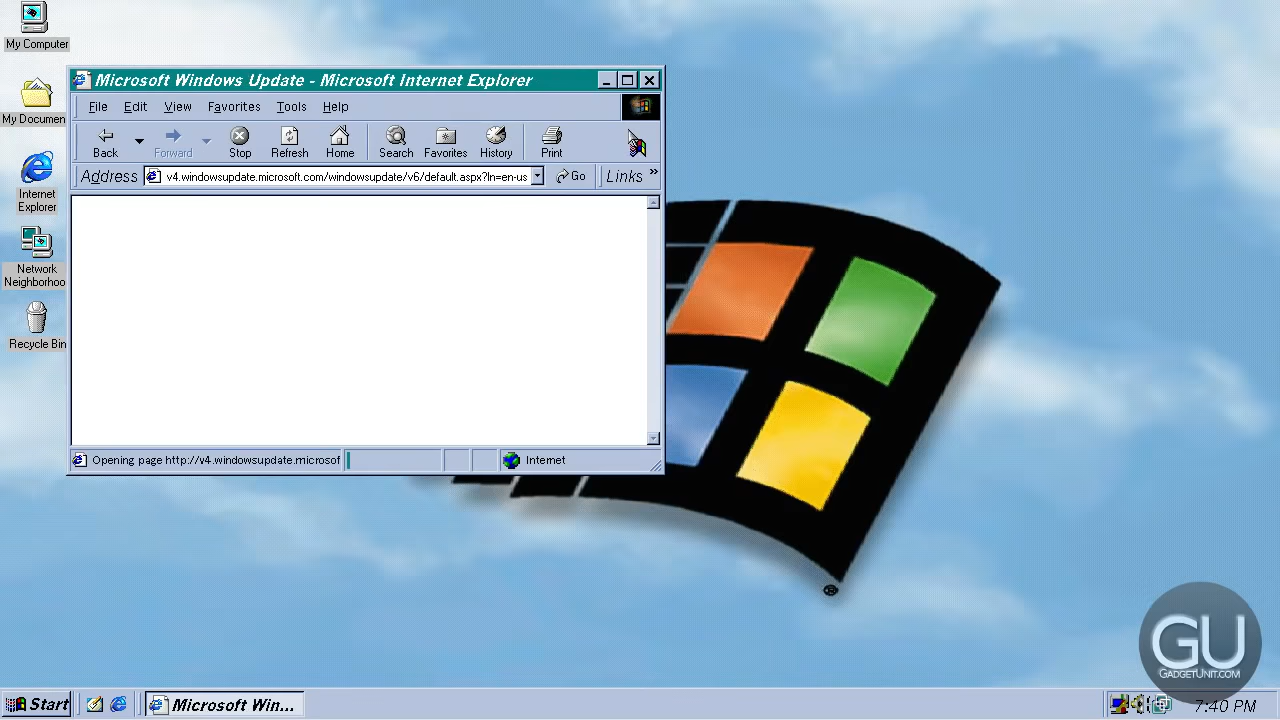 My Computer
My Documen
Internet
Explorer
Network
Neighborhoo
Recycle Bin
Microsoft Windows Update - Microsoft Internet Explorer
File Edit View Favorites Tools Help
Back Forward Stop Refresh Home Search Favorites History Print
Address v4.windowsupdate.microsoft.com/windowsupdate/v6/default.aspx?ln=en-us Go Links »
Opening page http://v4.windowsupdate.microsof Internet
®
GU
GADGETUNIT.COM
Start Microsoft Win... 7:40 PM